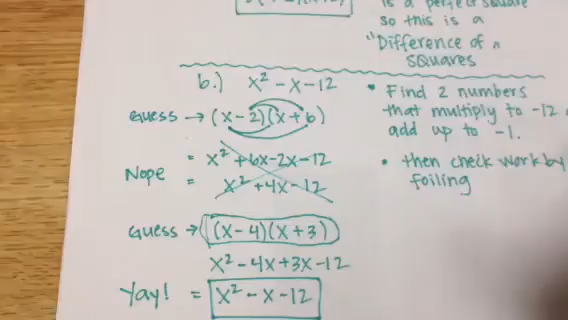 is a perfect square
so this is a
"Difference of
squares
b.) x² - x - 12
Guess → (x - 2)(x + 6)
= x² + 6x - 2x - 12
Nope
= x² + 4x - 12
Guess → (x - 4)(x + 3)
x² - 4x + 3x - 12
Yay! = x² - x - 12
• Find 2 numbers
that multiply to -12
add up to -1.
• then check work by
foiling